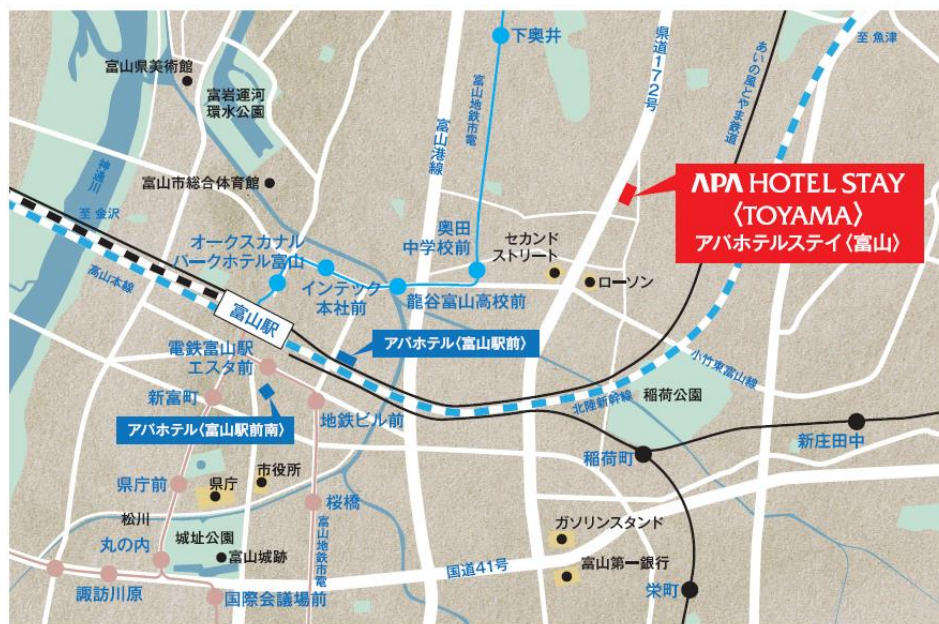 下奥井
至 魚津
富山県美術館
富岩運河
環水公園
富山地鉄市電
富山港線
県道172号
あいの風とやま鉄道
神通川
至 金沢
富山市総合体育館
APA HOTEL STAY
〈TOYAMA〉
アパホテルステイ〈富山〉
奥田
中学校前
セカンド
ストリート
ローソン
オークスカナル
パークホテル富山
インテック
本社前
龍谷富山高校前
高山本線
富山駅
アパホテル〈富山駅前〉
小竹東富山線
電鉄富山駅
エスタ前
新富町
アパホテル〈富山駅前南〉
地鉄ビル前
北陸新幹線
稲荷公園
稲荷町
新庄田中
県庁前
県庁
市役所
桜橋
松川
丸の内
城址公園
富山城跡
富山地鉄市電
ガソリンスタンド
富山第一銀行
国道41号
諏訪川原
国際会議場前
栄町